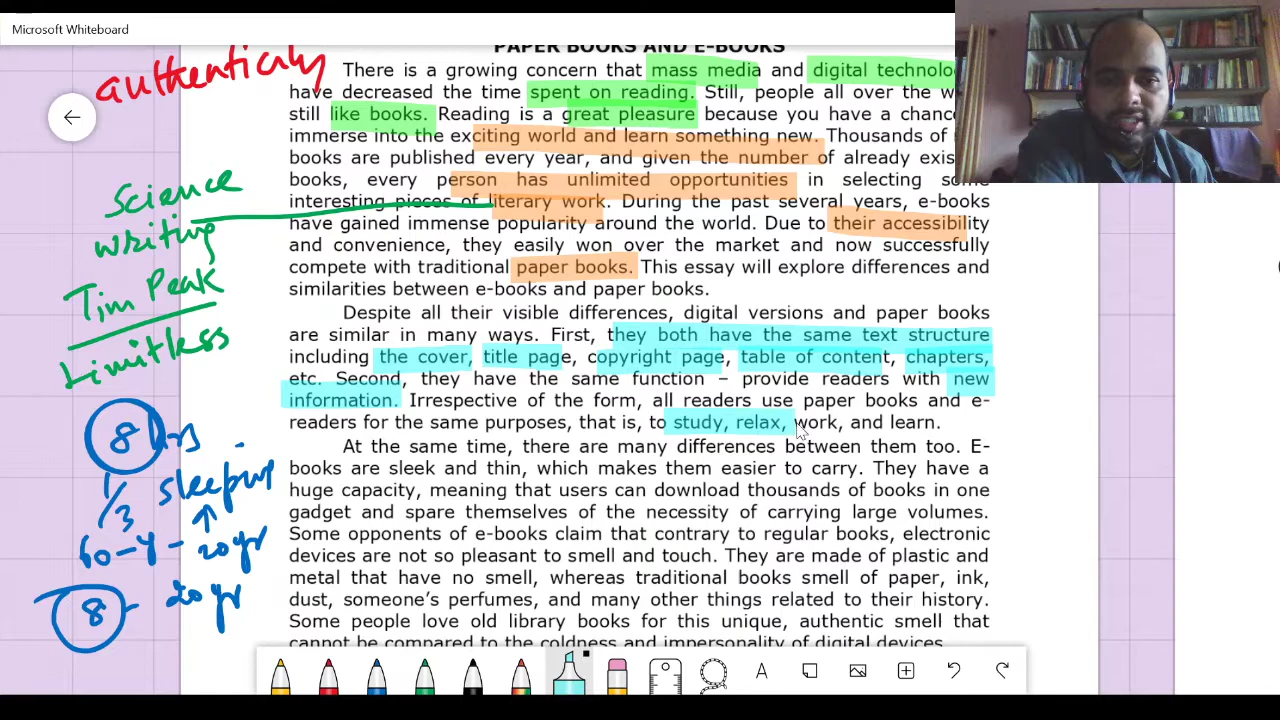 Microsoft Whiteboard
PAPER BOOKS AND E-BOOKS
There is a growing concern that mass media and digital technolo
have decreased the time spent on reading. Still, people all over the w
still like books. Reading is a great pleasure because you have a chanc
immerse into the exciting world and learn something new. Thousands of
books are published every year, and given the number of already exis
books, every person has unlimited opportunities in selecting som
interesting pieces of literary work. During the past several years, e-books
have gained immense popularity around the world. Due to their accessibility
and convenience, they easily won over the market and now successfully
compete with traditional paper books. This essay will explore differences and
similarities between e-books and paper books.
Despite all their visible differences, digital versions and paper books
are similar in many ways. First, they both have the same text structure
including the cover, title page, copyright page, table of content, chapters,
etc. Second, they have the same function – provide readers with new
information. Irrespective of the form, all readers use paper books and e-
readers for the same purposes, that is, to study, relax, work, and learn.
At the same time, there are many differences between them too. E-
books are sleek and thin, which makes them easier to carry. They have a
huge capacity, meaning that users can download thousands of books in one
gadget and spare themselves of the necessity of carrying large volumes.
Some opponents of e-books claim that contrary to regular books, electronic
devices are not so pleasant to smell and touch. They are made of plastic and
metal that have no smell, whereas traditional books smell of paper, ink,
dust, someone's perfumes, and many other things related to their history.
Some people love old library books for this unique, authentic smell that
cannot be compared to the coldness and impersonality of digital devices.
authenticity
Science
writing
Tim Peak
Limitless
8 hrs
1/3 sleeping
60-y-20yr
8-20yr
A